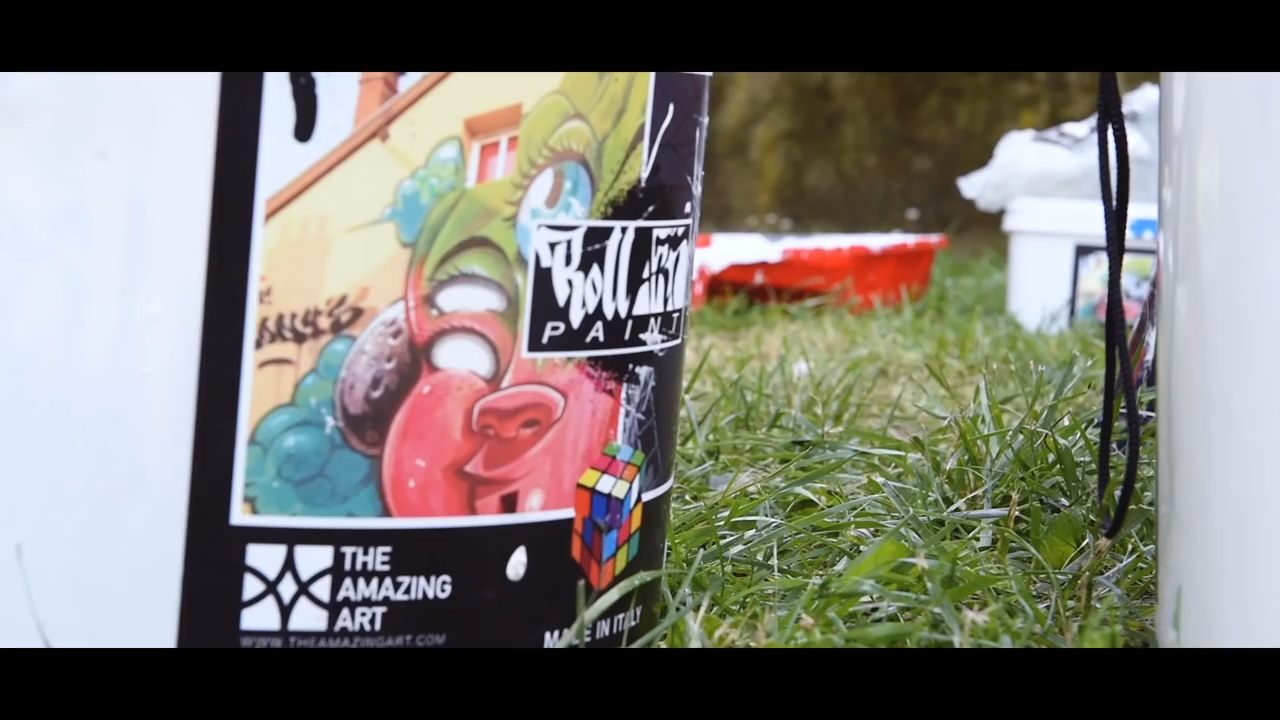 Roll
PAINT
THE
AMAZING
ART
WWW.THEAMAZINGART.COM
MADE IN ITALY